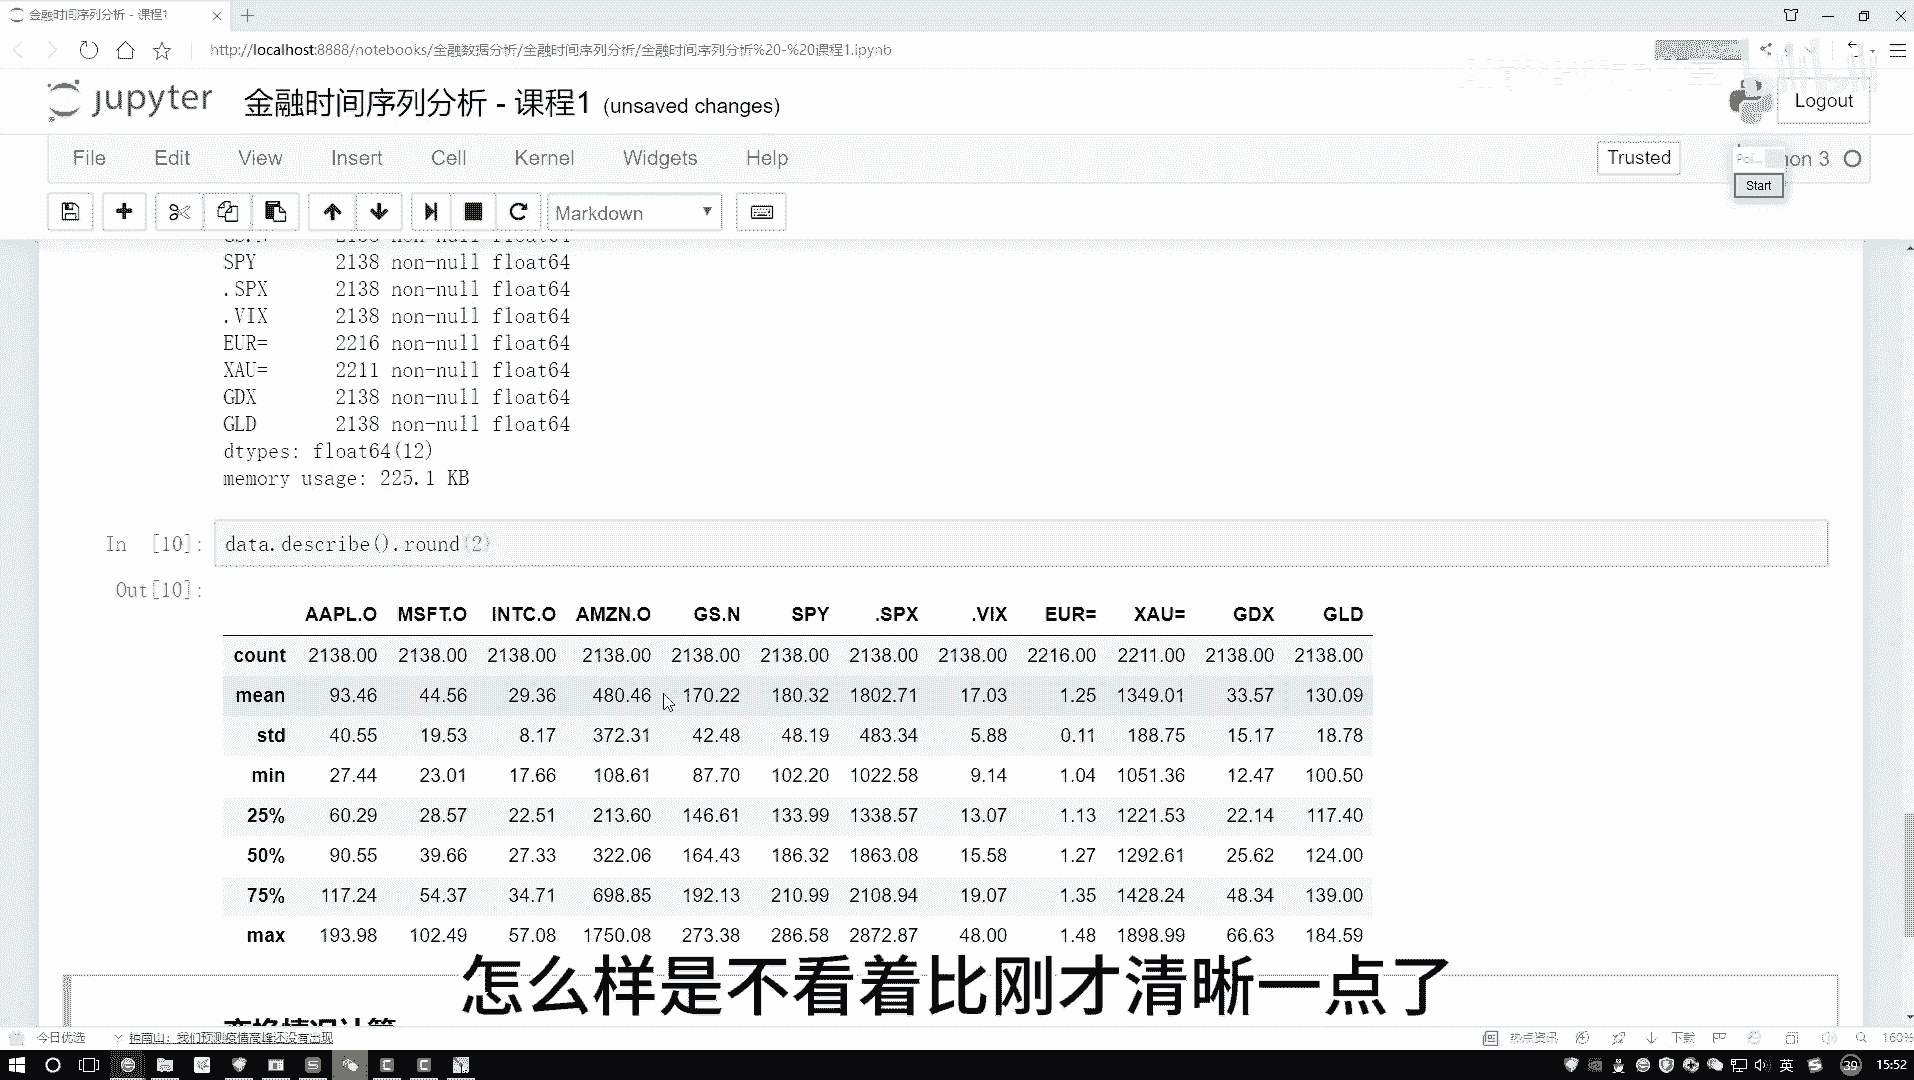 金融时间序列分析 - 课程1
http://localhost:8888/notebooks/金融数据分析/金融时间序列分析/金融时间序列分析%20-%20课程1.ipynb
jupyter 金融时间序列分析 - 课程1 (unsaved changes)
Logout
File Edit View Insert Cell Kernel Widgets Help
Trusted
Poi...
on 3
Start
Markdown
SPY 2138 non-null float64
.SPX 2138 non-null float64
.VIX 2138 non-null float64
EUR= 2216 non-null float64
XAU= 2211 non-null float64
GDX 2138 non-null float64
GLD 2138 non-null float64
dtypes: float64(12)
memory usage: 225.1 KB
In [10]: data.describe().round(2)
Out[10]:
AAPL.O MSFT.O INTC.O AMZN.O GS.N SPY .SPX .VIX EUR= XAU= GDX GLD
count 2138.00 2138.00 2138.00 2138.00 2138.00 2138.00 2138.00 2138.00 2216.00 2211.00 2138.00 2138.00
mean 93.46 44.56 29.36 480.46 170.22 180.32 1802.71 17.03 1.25 1349.01 33.57 130.09
std 40.55 19.53 8.17 372.31 42.48 48.19 483.34 5.88 0.11 188.75 15.17 18.78
min 27.44 23.01 17.66 108.61 87.70 102.20 1022.58 9.14 1.04 1051.36 12.47 100.50
25% 60.29 28.57 22.51 213.60 146.61 133.99 1338.57 13.07 1.13 1221.53 22.14 117.40
50% 90.55 39.66 27.33 322.06 164.43 186.32 1863.08 15.58 1.27 1292.61 25.62 124.00
75% 117.24 54.37 34.71 698.85 192.13 210.99 2108.94 19.07 1.35 1428.24 48.34 139.00
max 193.98 102.49 57.08 1750.08 273.38 286.58 2872.87 48.00 1.48 1898.99 66.63 184.59
怎么样是不看着比刚才清晰一点了
今日优选 钟南山：我们预测疫情高峰还没有出现
热点资讯 下载 160%
英 39 15:52